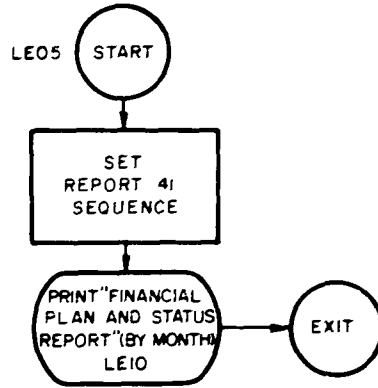 LE05
START
SET
REPORT 41
SEQUENCE
PRINT "FINANCIAL
PLAN AND STATUS
REPORT" (BY MONTH)
LE10
EXIT